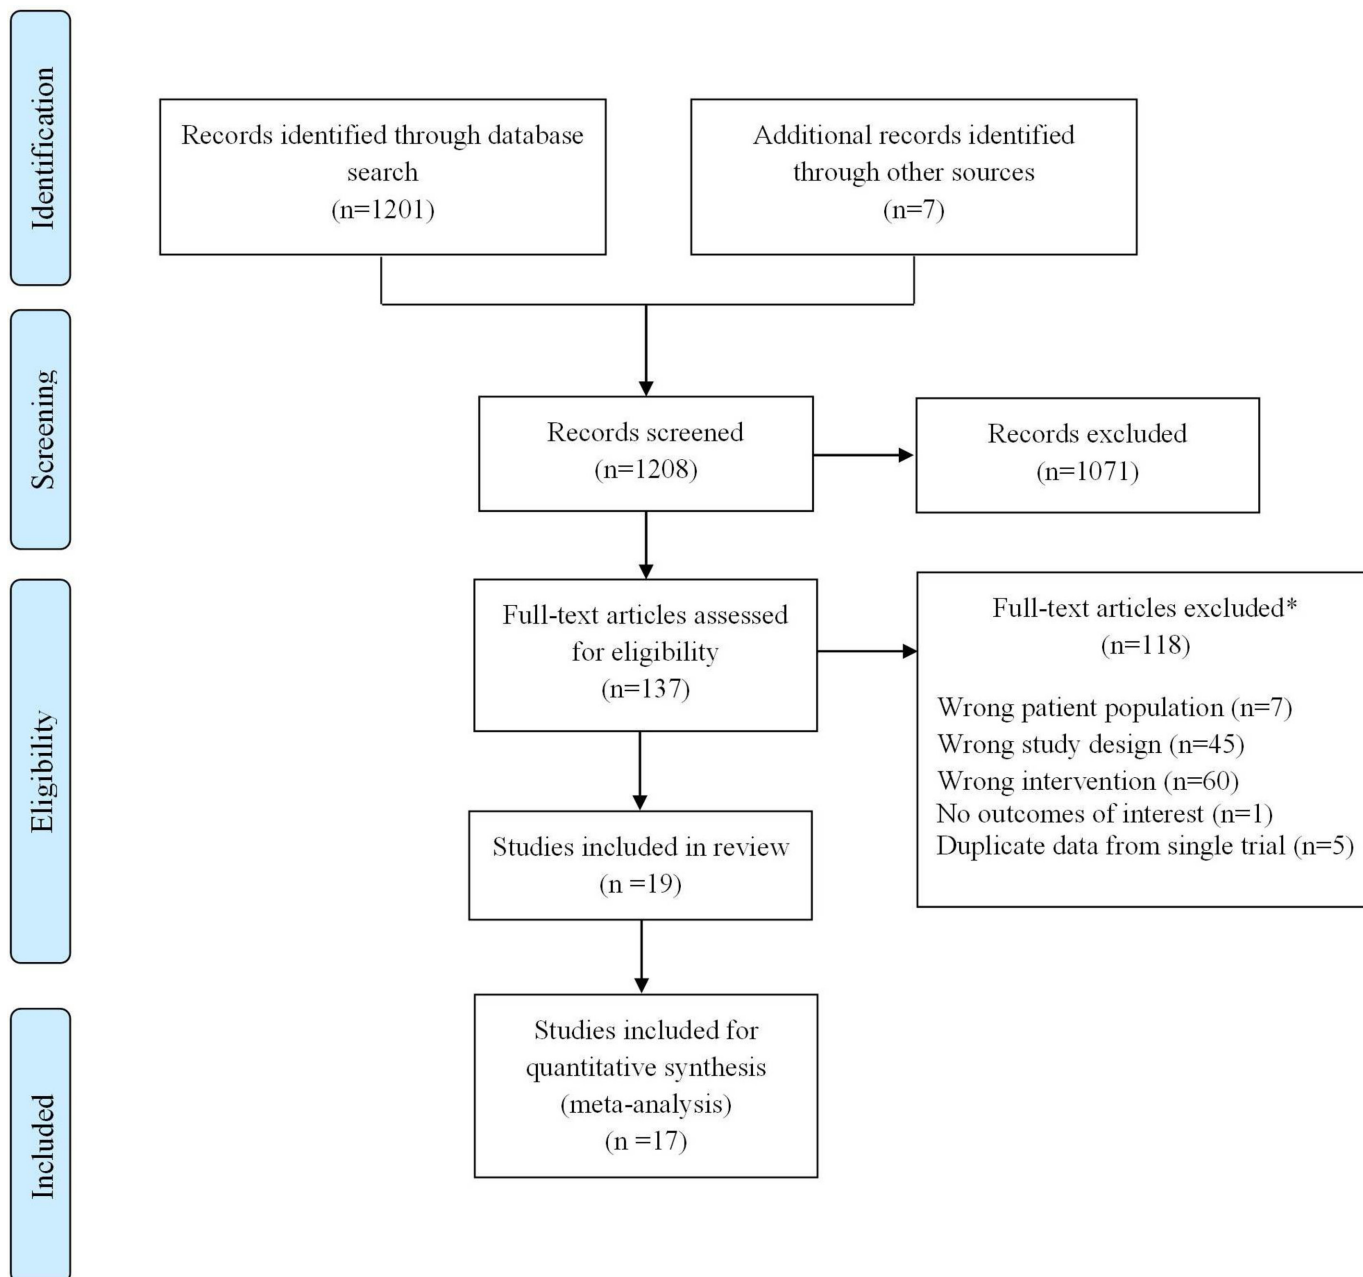 Identification
Records identified through database
search
(n=1201)
Additional records identified
through other sources
(n=7)
Screening
Records screened
(n=1208)
Records excluded
(n=1071)
Eligibility
Full-text articles assessed
for eligibility
(n=137)
Full-text articles excluded*
(n=118)
Wrong patient population (n=7)
Wrong study design (n=45)
Wrong intervention (n=60)
No outcomes of interest (n=1)
Duplicate data from single trial (n=5)
Studies included in review
(n =19)
Included
Studies included for
quantitative synthesis
(meta-analysis)
(n =17)